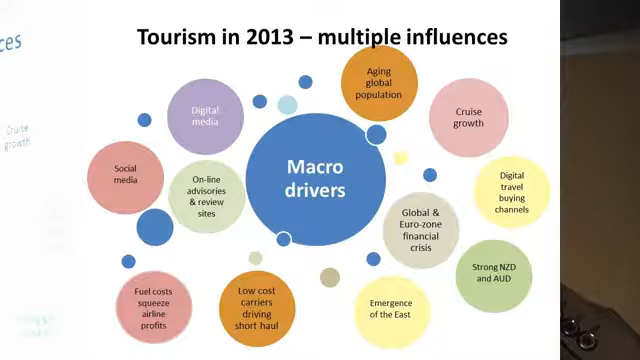 Tourism in 2013 – multiple influences
Aging
global
population
Digital
media
Cruise
growth
Macro
drivers
Social
media
On-line
advisories
& review
sites
Digital
travel
buying
channels
Global &
Euro-zone
financial
crisis
Strong NZD
and AUD
Fuel costs
squeeze
airline
profits
Low cost
carriers
driving
short haul
Emergence
of the East
ces
Cruise
growth